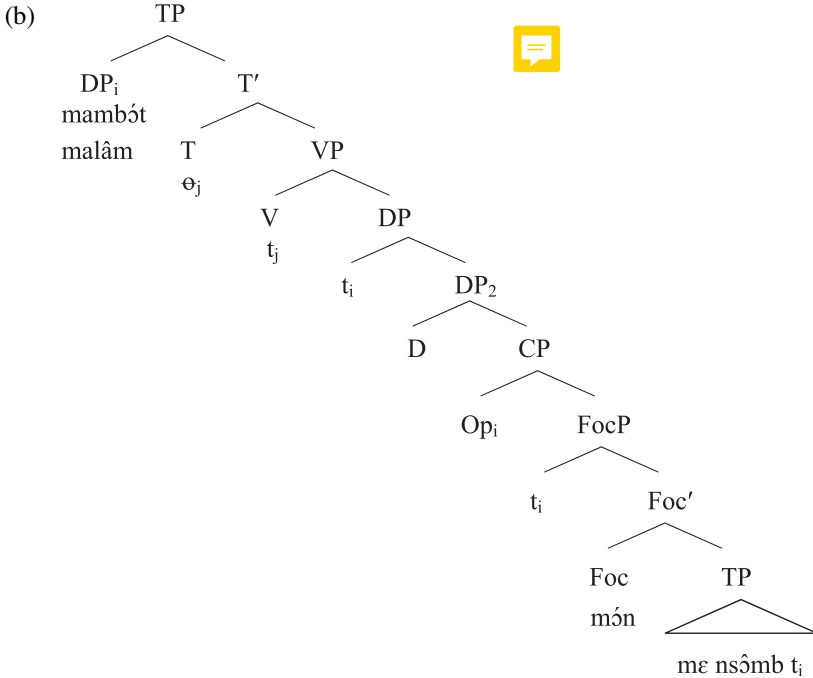 (b)
TP
DPᵢ T′
mambɔ́t
malâm T VP
ɵⱼ V DP
tⱼ
tᵢ DP₂
D CP
Opᵢ FocP
tᵢ Foc′
Foc TP
mɔ́n
mɛ nsɔ̂mb tᵢ